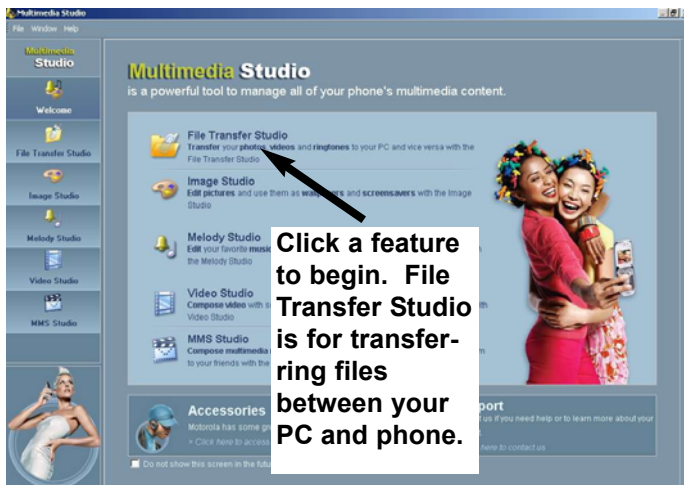 Multimedia Studio
File Window Help
Multimedia
Studio
Welcome
File Transfer Studio
Image Studio
Melody Studio
Video Studio
MMS Studio
Multimedia Studio
is a powerful tool to manage all of your phone's multimedia content.
File Transfer Studio
Transfer your photos, videos and ringtones to your PC and vice versa with the
File Transfer Studio
Image Studio
Edit pictures and use them as and screensavers with the Image
Studio
Melody Studio
Edit your favorite
the Melody Studio
Video Studio
Compose video with
Video Studio
MMS Studio
Compose multimedia
to your friends with the
Click a feature
to begin. File
Transfer Studio
is for transfer-
ring files
between your
PC and phone.
Accessories
Motorola has some
» Click here to access
us if you need help or to learn more about your
here to contact us
Do not show this screen in the